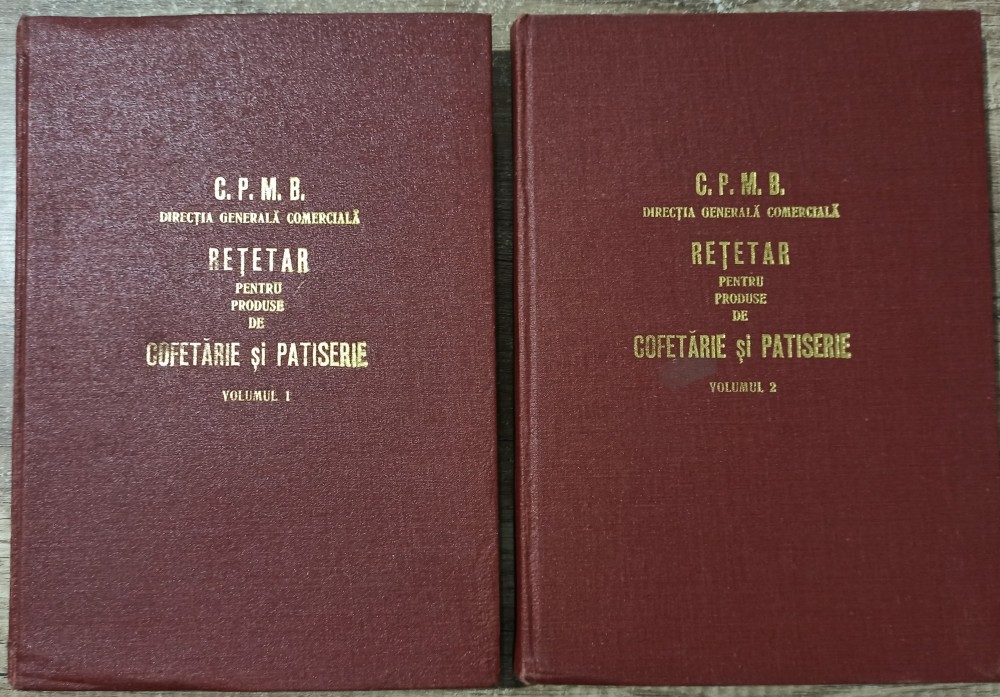 C. P. M. B.
DIRECȚIA GENERALĂ COMERCIALĂ
REȚETAR
PENTRU
PRODUSE
DE
COFETĂRIE și PATISERIE
VOLUMUL 1
C. P. M. B.
DIRECȚIA GENERALĂ COMERCIALĂ
REȚETAR
PENTRU
PRODUSE
DE
COFETĂRIE și PATISERIE
VOLUMUL 2